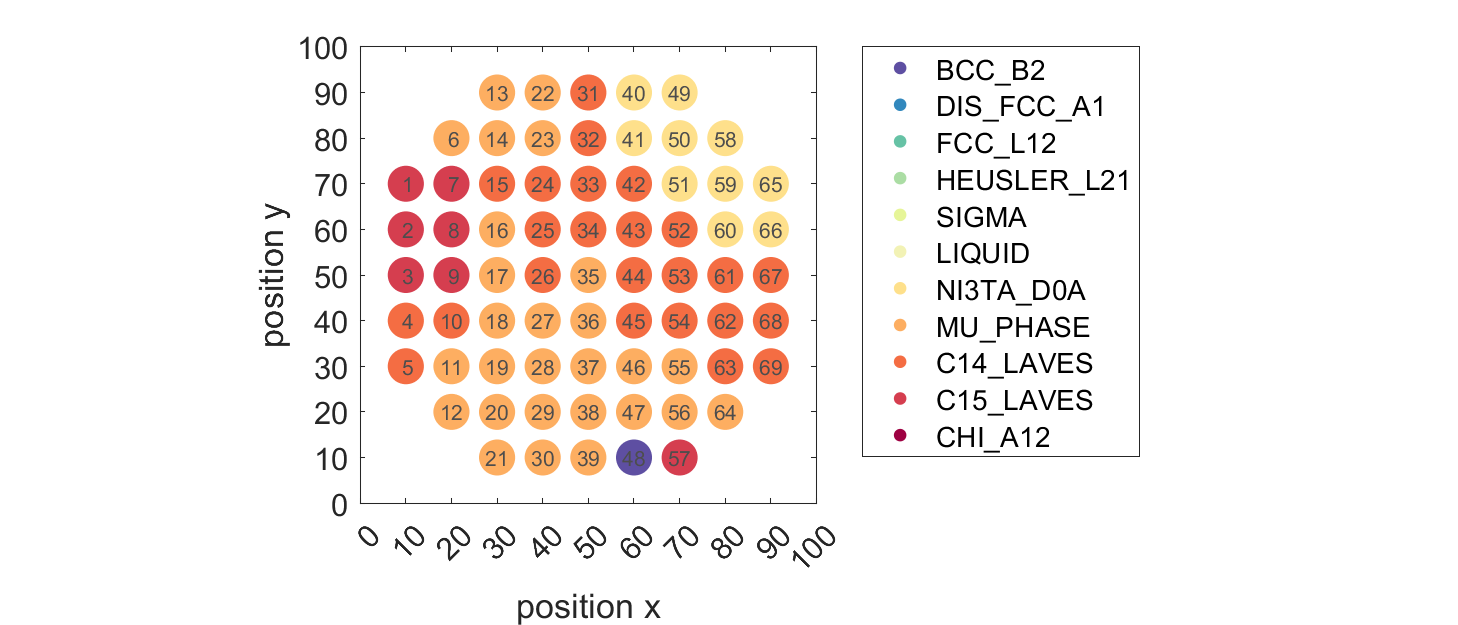 100
90
80
70
60
50
40
30
20
10
0
position y
13 22 31 40 49
6 14 23 32 41 50 58
1 7 15 24 33 42 51 59 65
2 8 16 25 34 43 52 60 66
3 9 17 26 35 44 53 61 67
4 10 18 27 36 45 54 62 68
5 11 19 28 37 46 55 63 69
12 20 29 38 47 56 64
21 30 39 48 57
0 10 20 30 40 50 60 70 80 90 100
position x
BCC_B2
DIS_FCC_A1
FCC_L12
HEUSLER_L21
SIGMA
LIQUID
NI3TA_D0A
MU_PHASE
C14_LAVES
C15_LAVES
CHI_A12